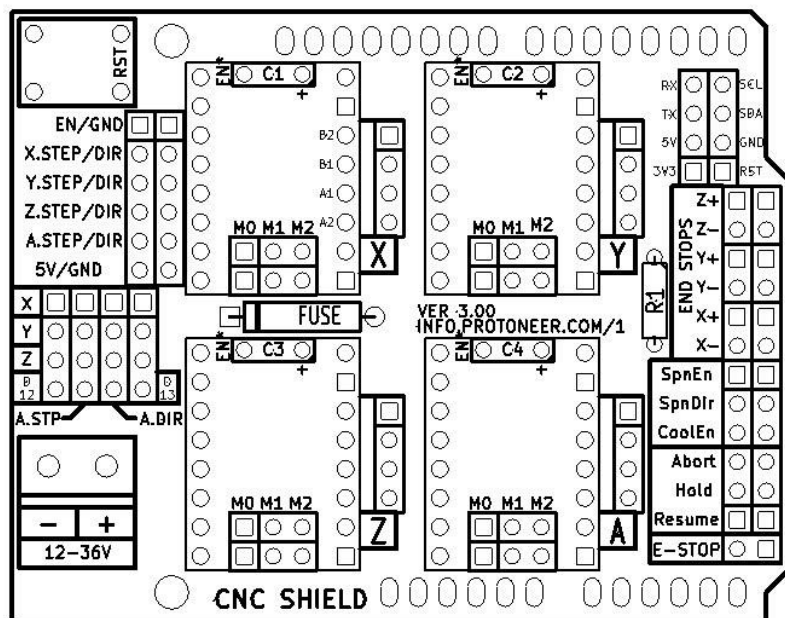 RST
EN/GND
X.STEP/DIR
Y.STEP/DIR
Z.STEP/DIR
A.STEP/DIR
5V/GND
X
Y
Z
D
12
D
13
A.STP
A.DIR
- +
12-36V
EN*
C1
+
B2
B1
A1
A2
M0 M1 M2
X
EN*
C2
+
M0 M1 M2
Y
FUSE
VER 3.00
INFO.PROTONEER.COM/1
R1
EN*
C3
+
M0 M1 M2
Z
EN*
C4
+
M0 M1 M2
A
RX SCL
TX SDA
5V GND
3V3 RST
END STOPS
Z+
Z-
Y+
Y-
X+
X-
SpnEn
SpnDir
CoolEn
Abort
Hold
Resume
E-STOP
CNC SHIELD